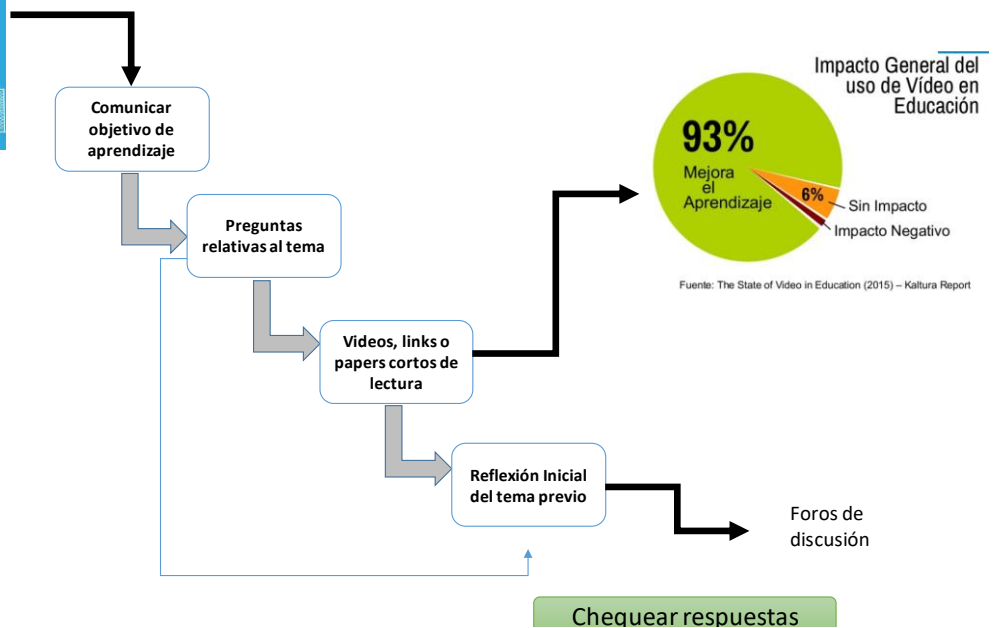 Comunicar
objetivo de
aprendizaje
Preguntas
relativas al tema
Videos, links o
papers cortos de
lectura
Reflexión Inicial
del tema previo
Impacto General del
uso de Vídeo en
Educación
93%
Mejora
el
Aprendizaje
6%
Sin Impacto
Impacto Negativo
Fuente: The State of Video in Education (2015) – Kaltura Report
Foros de
discusión
Chequear respuestas